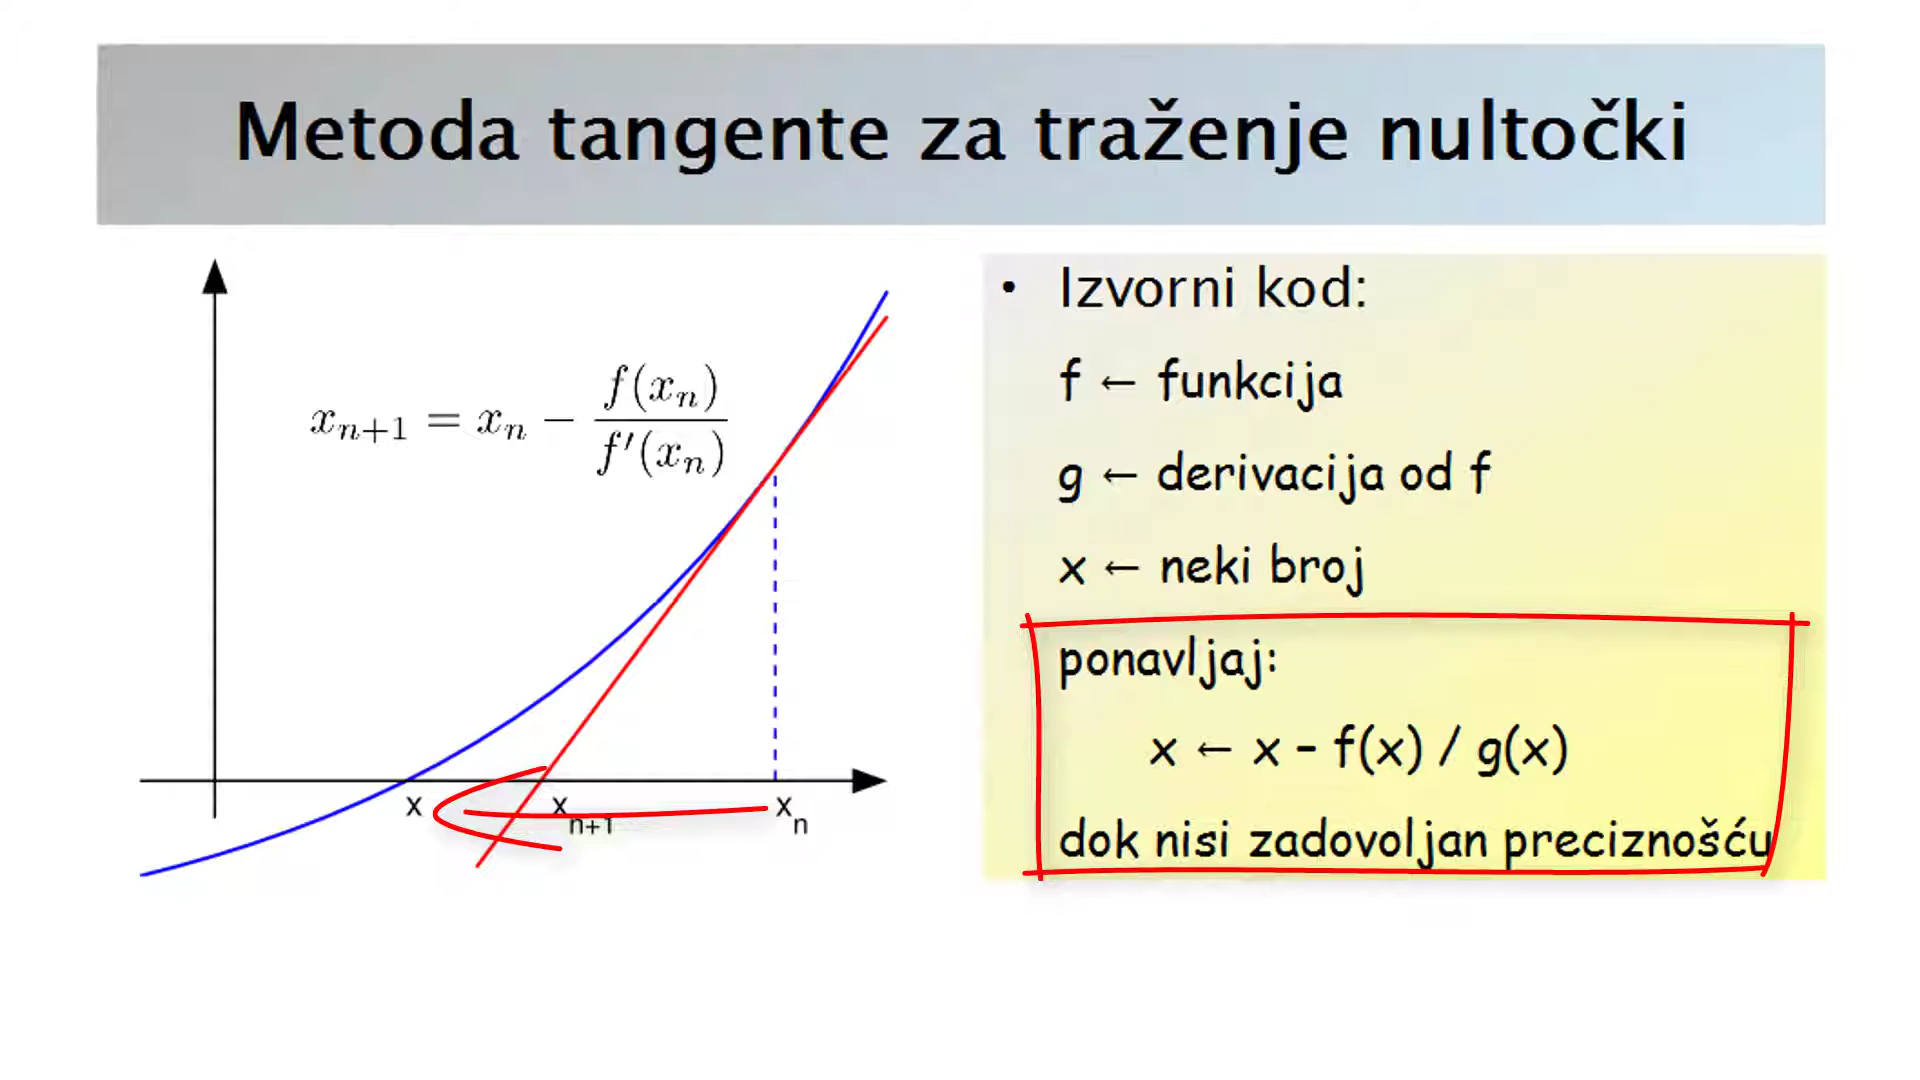 Metoda tangente za traženje nultočki
x_{n+1} = x_n - \frac{f(x_n)}{f'(x_n)}
x x_{n+1} x_n
• Izvorni kod:
f ← funkcija
g ← derivacija od f
x ← neki broj
ponavljaj:
x ← x - f(x) / g(x)
dok nisi zadovoljan preciznošću